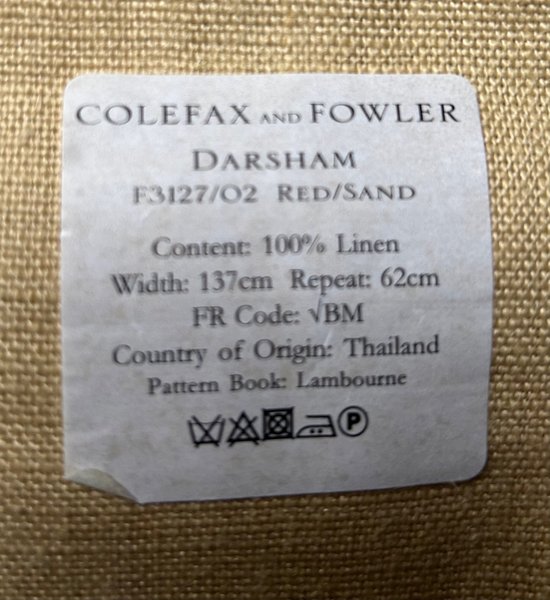 COLEFAX AND FOWLER
DARSHAM
F3127/02 RED/SAND
Content: 100% Linen
Width: 137cm Repeat: 62cm
FR Code: √BM
Country of Origin: Thailand
Pattern Book: Lambourne
P